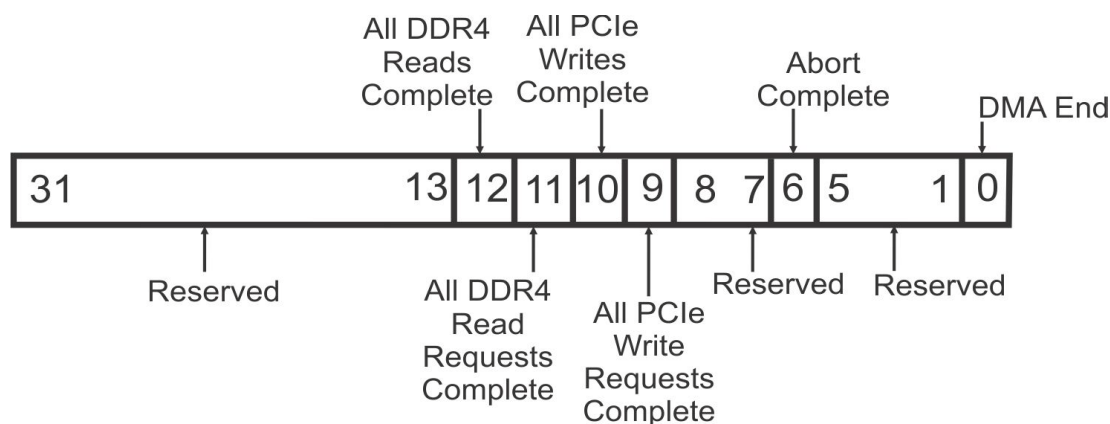 All DDR4
Reads
Complete
All PCIe
Writes
Complete
Abort
Complete
DMA End
31 13 12 11 10 9 8 7 6 5 1 0
Reserved
All DDR4
Read
Requests
Complete
All PCIe
Write
Requests
Complete
Reserved
Reserved